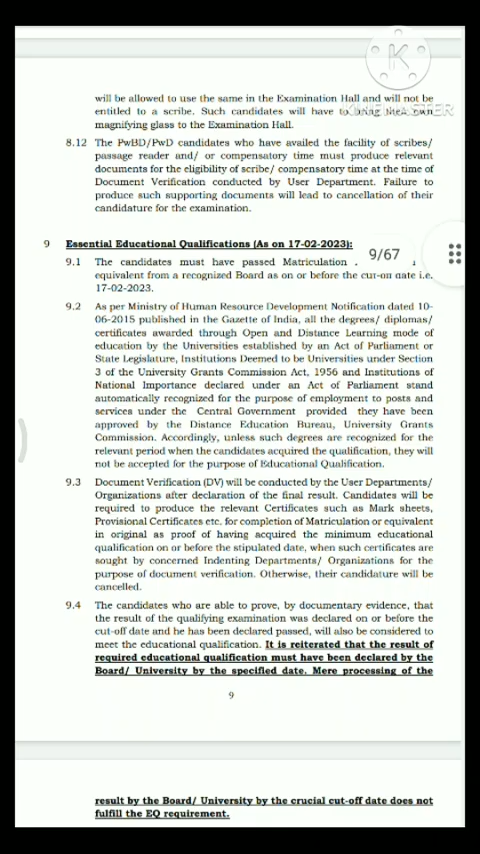 K
KINEMASTER
will be allowed to use the same in the Examination Hall and will not be
entitled to a scribe. Such candidates will have to bring their own
magnifying glass to the Examination Hall.
8.12 The PwBD/PwD candidates who have availed the facility of scribes/
passage reader and/ or compensatory time must produce relevant
documents for the eligibility of scribe/ compensatory time at the time of
Document Verification conducted by User Department. Failure to
produce such supporting documents will lead to cancellation of their
candidature for the examination.
9 Essential Educational Qualifications (As on 17-02-2023):
9/67
9.1 The candidates must have passed Matriculation
equivalent from a recognized Board as on or before the cut-off date i.e.
17-02-2023.
9.2 As per Ministry of Human Resource Development Notification dated 10-
06-2015 published in the Gazette of India, all the degrees/ diplomas/
certificates awarded through Open and Distance Learning mode of
education by the Universities established by an Act of Parliament or
State Legislature, Institutions Deemed to be Universities under Section
3 of the University Grants Commission Act, 1956 and Institutions of
National Importance declared under an Act of Parliament stand
automatically recognized for the purpose of employment to posts and
services under the Central Government provided they have been
approved by the Distance Education Bureau, University Grants
Commission. Accordingly, unless such degrees are recognized for the
relevant period when the candidates acquired the qualification, they will
not be accepted for the purpose of Educational Qualification.
9.3 Document Verification (DV) will be conducted by the User Departments/
Organizations after declaration of the final result. Candidates will be
required to produce the relevant Certificates such as Mark sheets,
Provisional Certificates etc. for completion of Matriculation or equivalent
in original as proof of having acquired the minimum educational
qualification on or before the stipulated date, when such certificates are
sought by concerned Indenting Departments/ Organizations for the
purpose of document verification. Otherwise, their candidature will be
cancelled.
9.4 The candidates who are able to prove, by documentary evidence, that
the result of the qualifying examination was declared on or before the
cut-off date and he has been declared passed, will also be considered to
meet the educational qualification. It is reiterated that the result of
required educational qualification must have been declared by the
Board/ University by the specified date. Mere processing of the
9
result by the Board/ University by the crucial cut-off date does not
fulfill the EQ requirement.